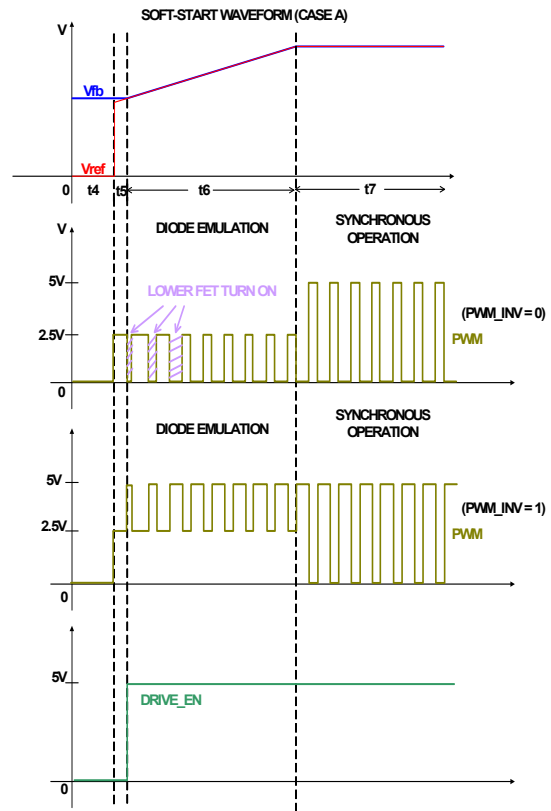 SOFT-START WAVEFORM (CASE A)
V
Vfb
Vref
0
t4
t5
t6
t7
V
DIODE EMULATION
SYNCHRONOUS
OPERATION
5V
LOWER FET TURN ON
(PWM_INV = 0)
2.5V
PWM
0
DIODE EMULATION
SYNCHRONOUS
OPERATION
5V
(PWM_INV = 1)
2.5V
PWM
0
5V
DRIVE_EN
0